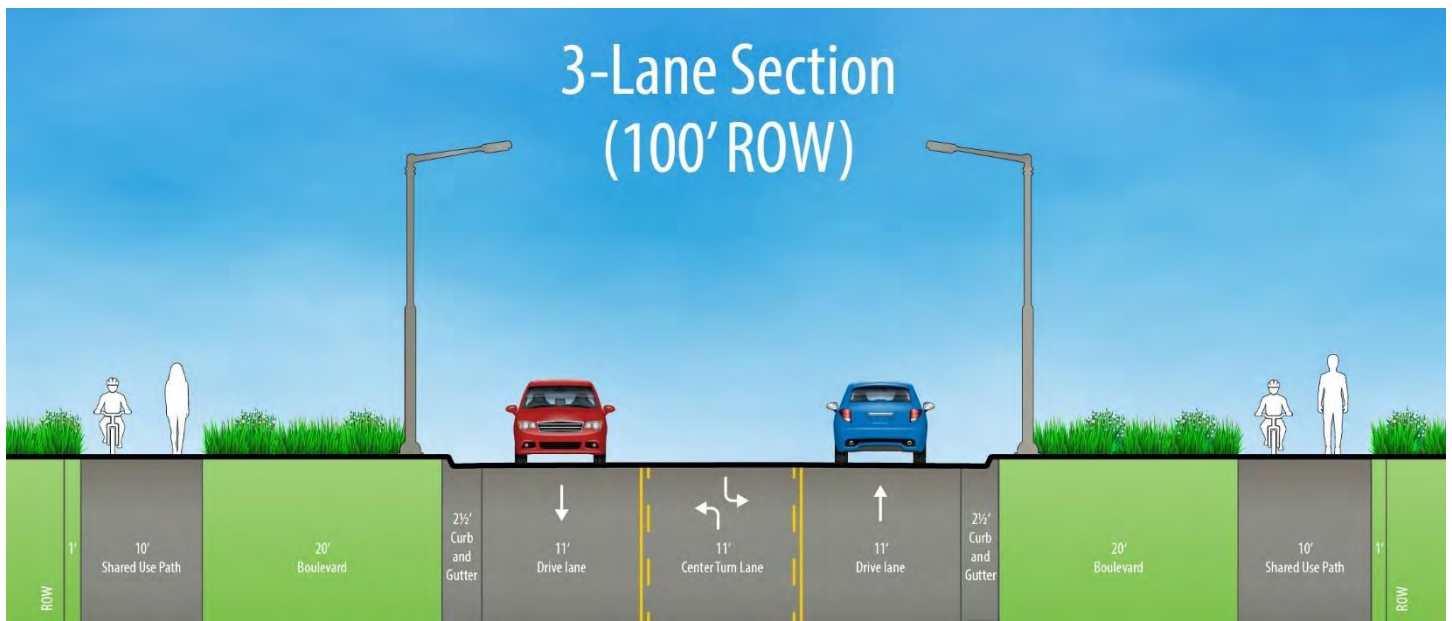 3-Lane Section
(100' ROW)
ROW
1'
10'
Shared Use Path
20'
Boulevard
2½'
Curb
and
Gutter
11'
Drive lane
11'
Center Turn Lane
11'
Drive lane
2½'
Curb
and
Gutter
20'
Boulevard
10'
Shared Use Path
1'
ROW